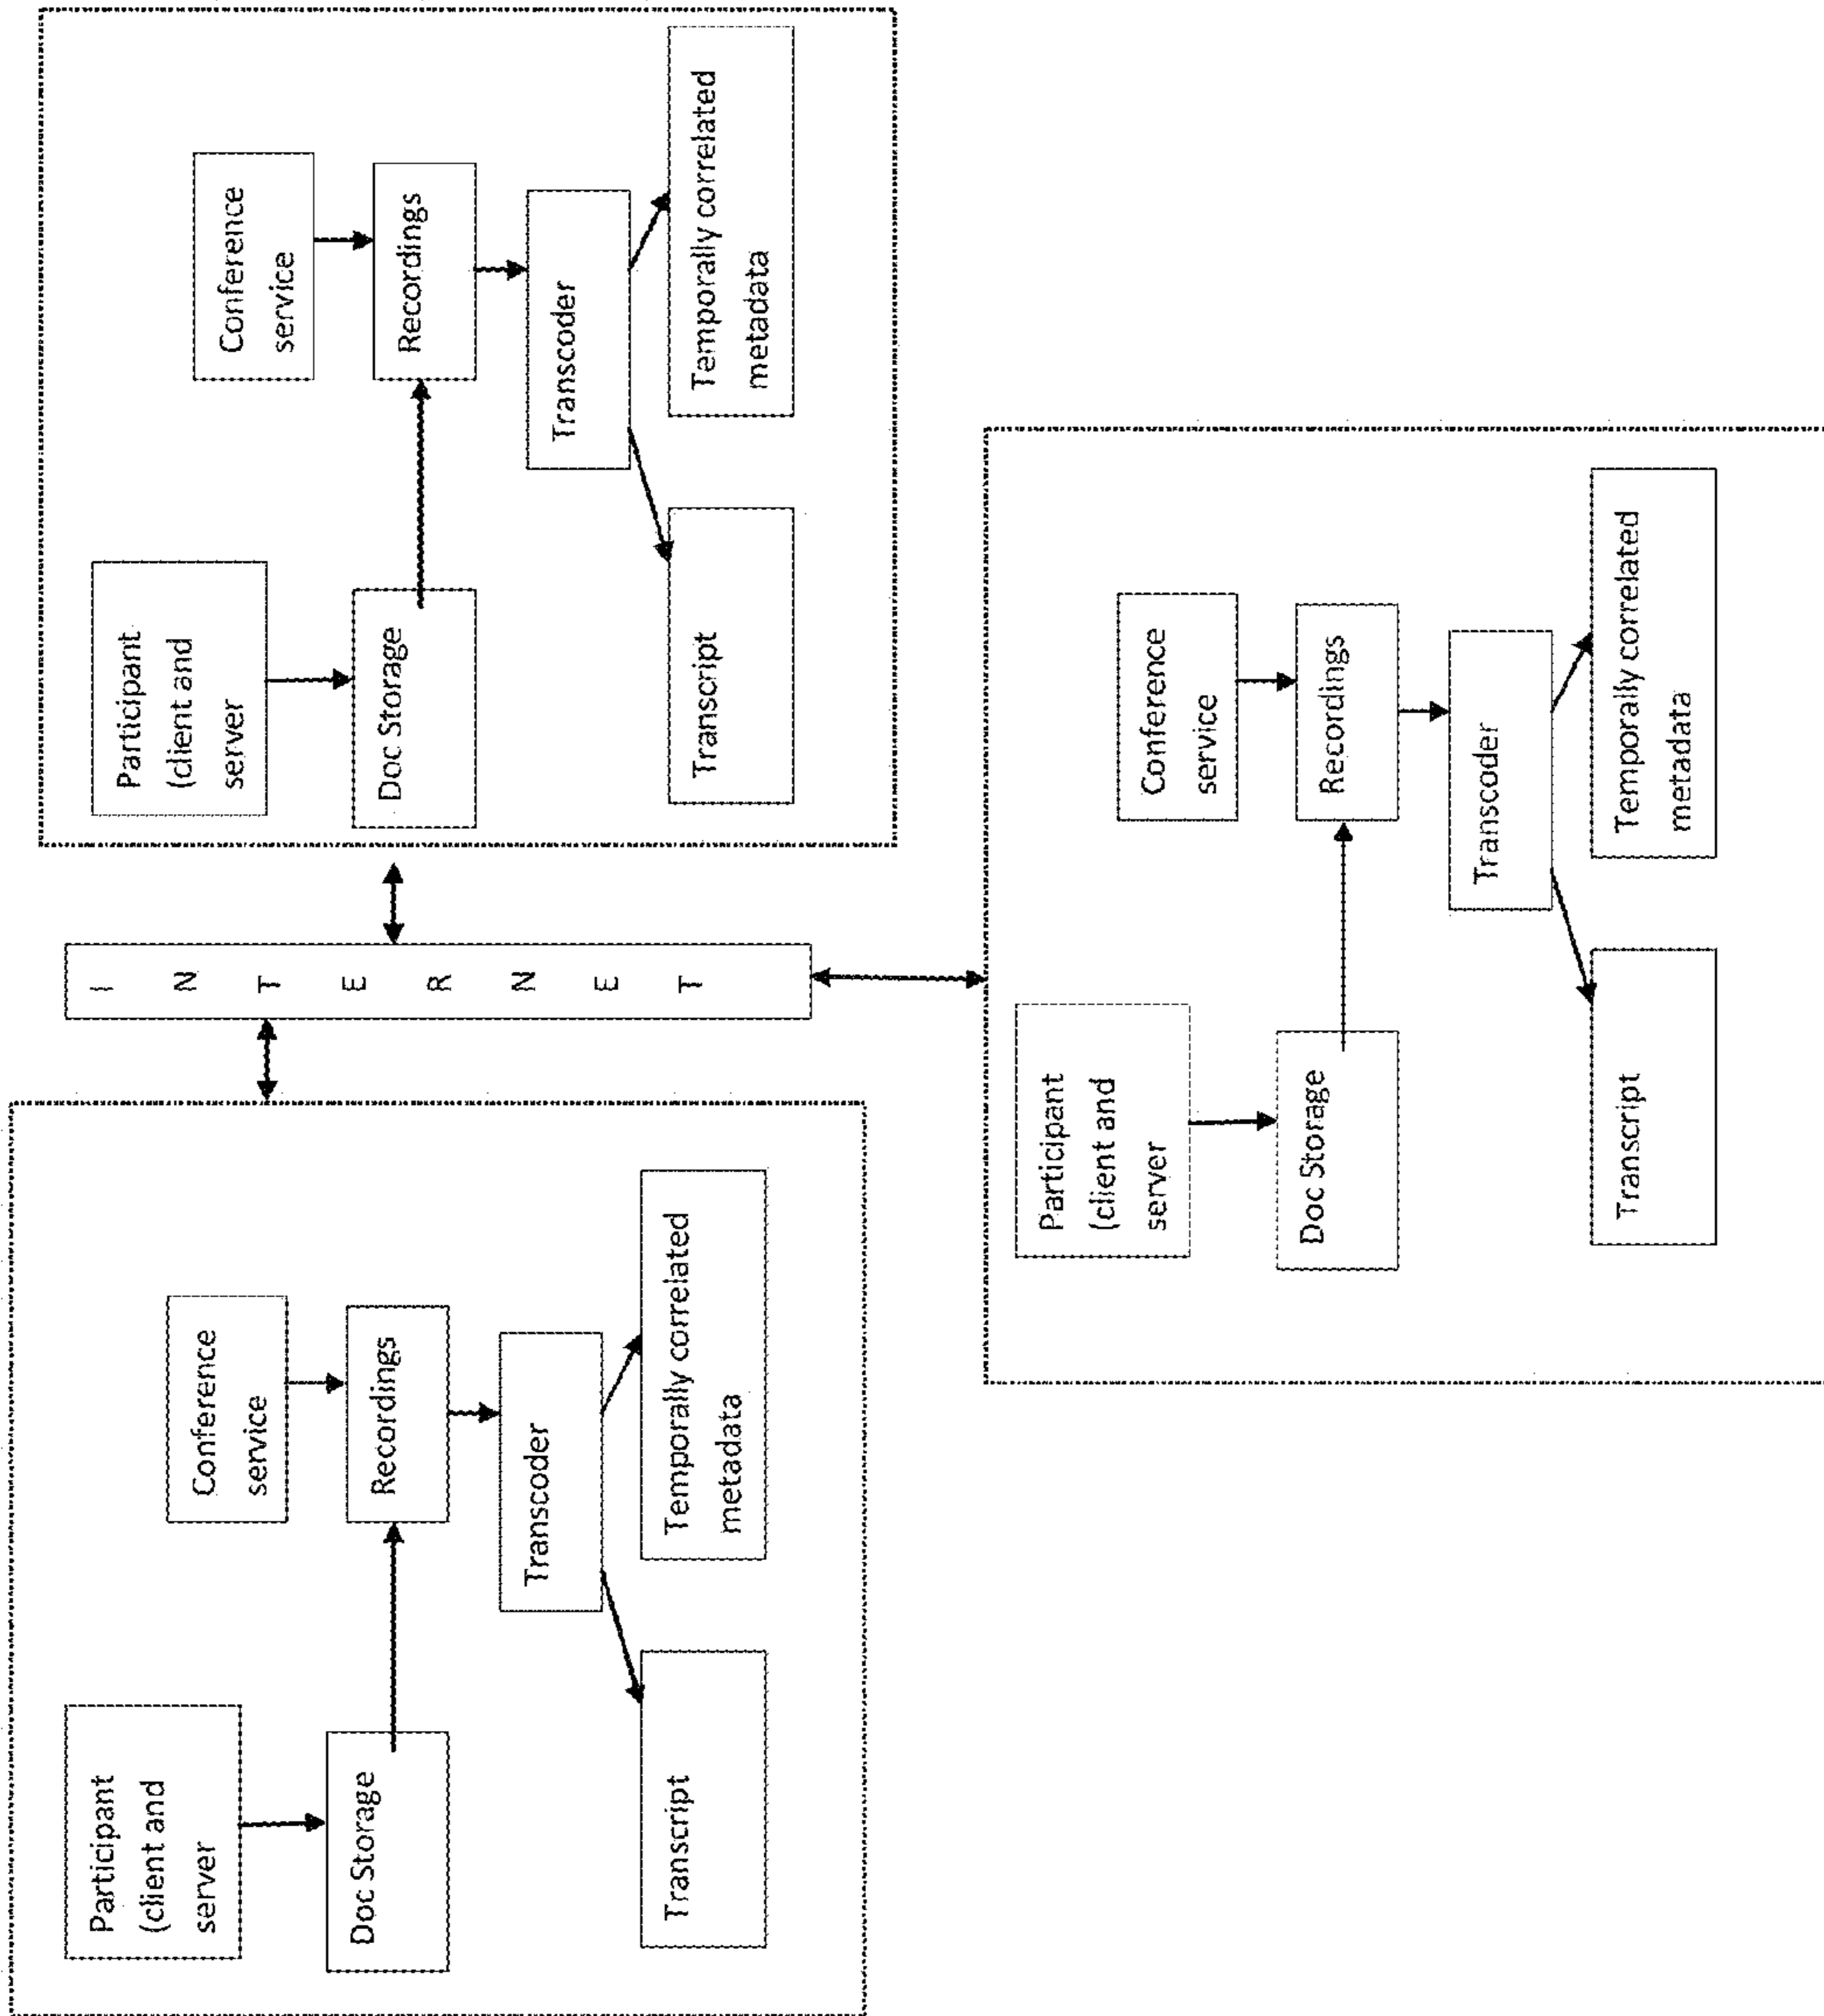 Participant
(client and
server
Conference
service
Doc Storage
Recordings
Transcoder
Transcript
Temporally correlated
metadata
I
N
T
E
R
N
E
T
Participant
(client and
server
Conference
service
Doc Storage
Recordings
Transcoder
Transcript
Temporally correlated
metadata
Participant
(client and
server
Conference
service
Doc Storage
Recordings
Transcoder
Transcript
Temporally correlated
metadata